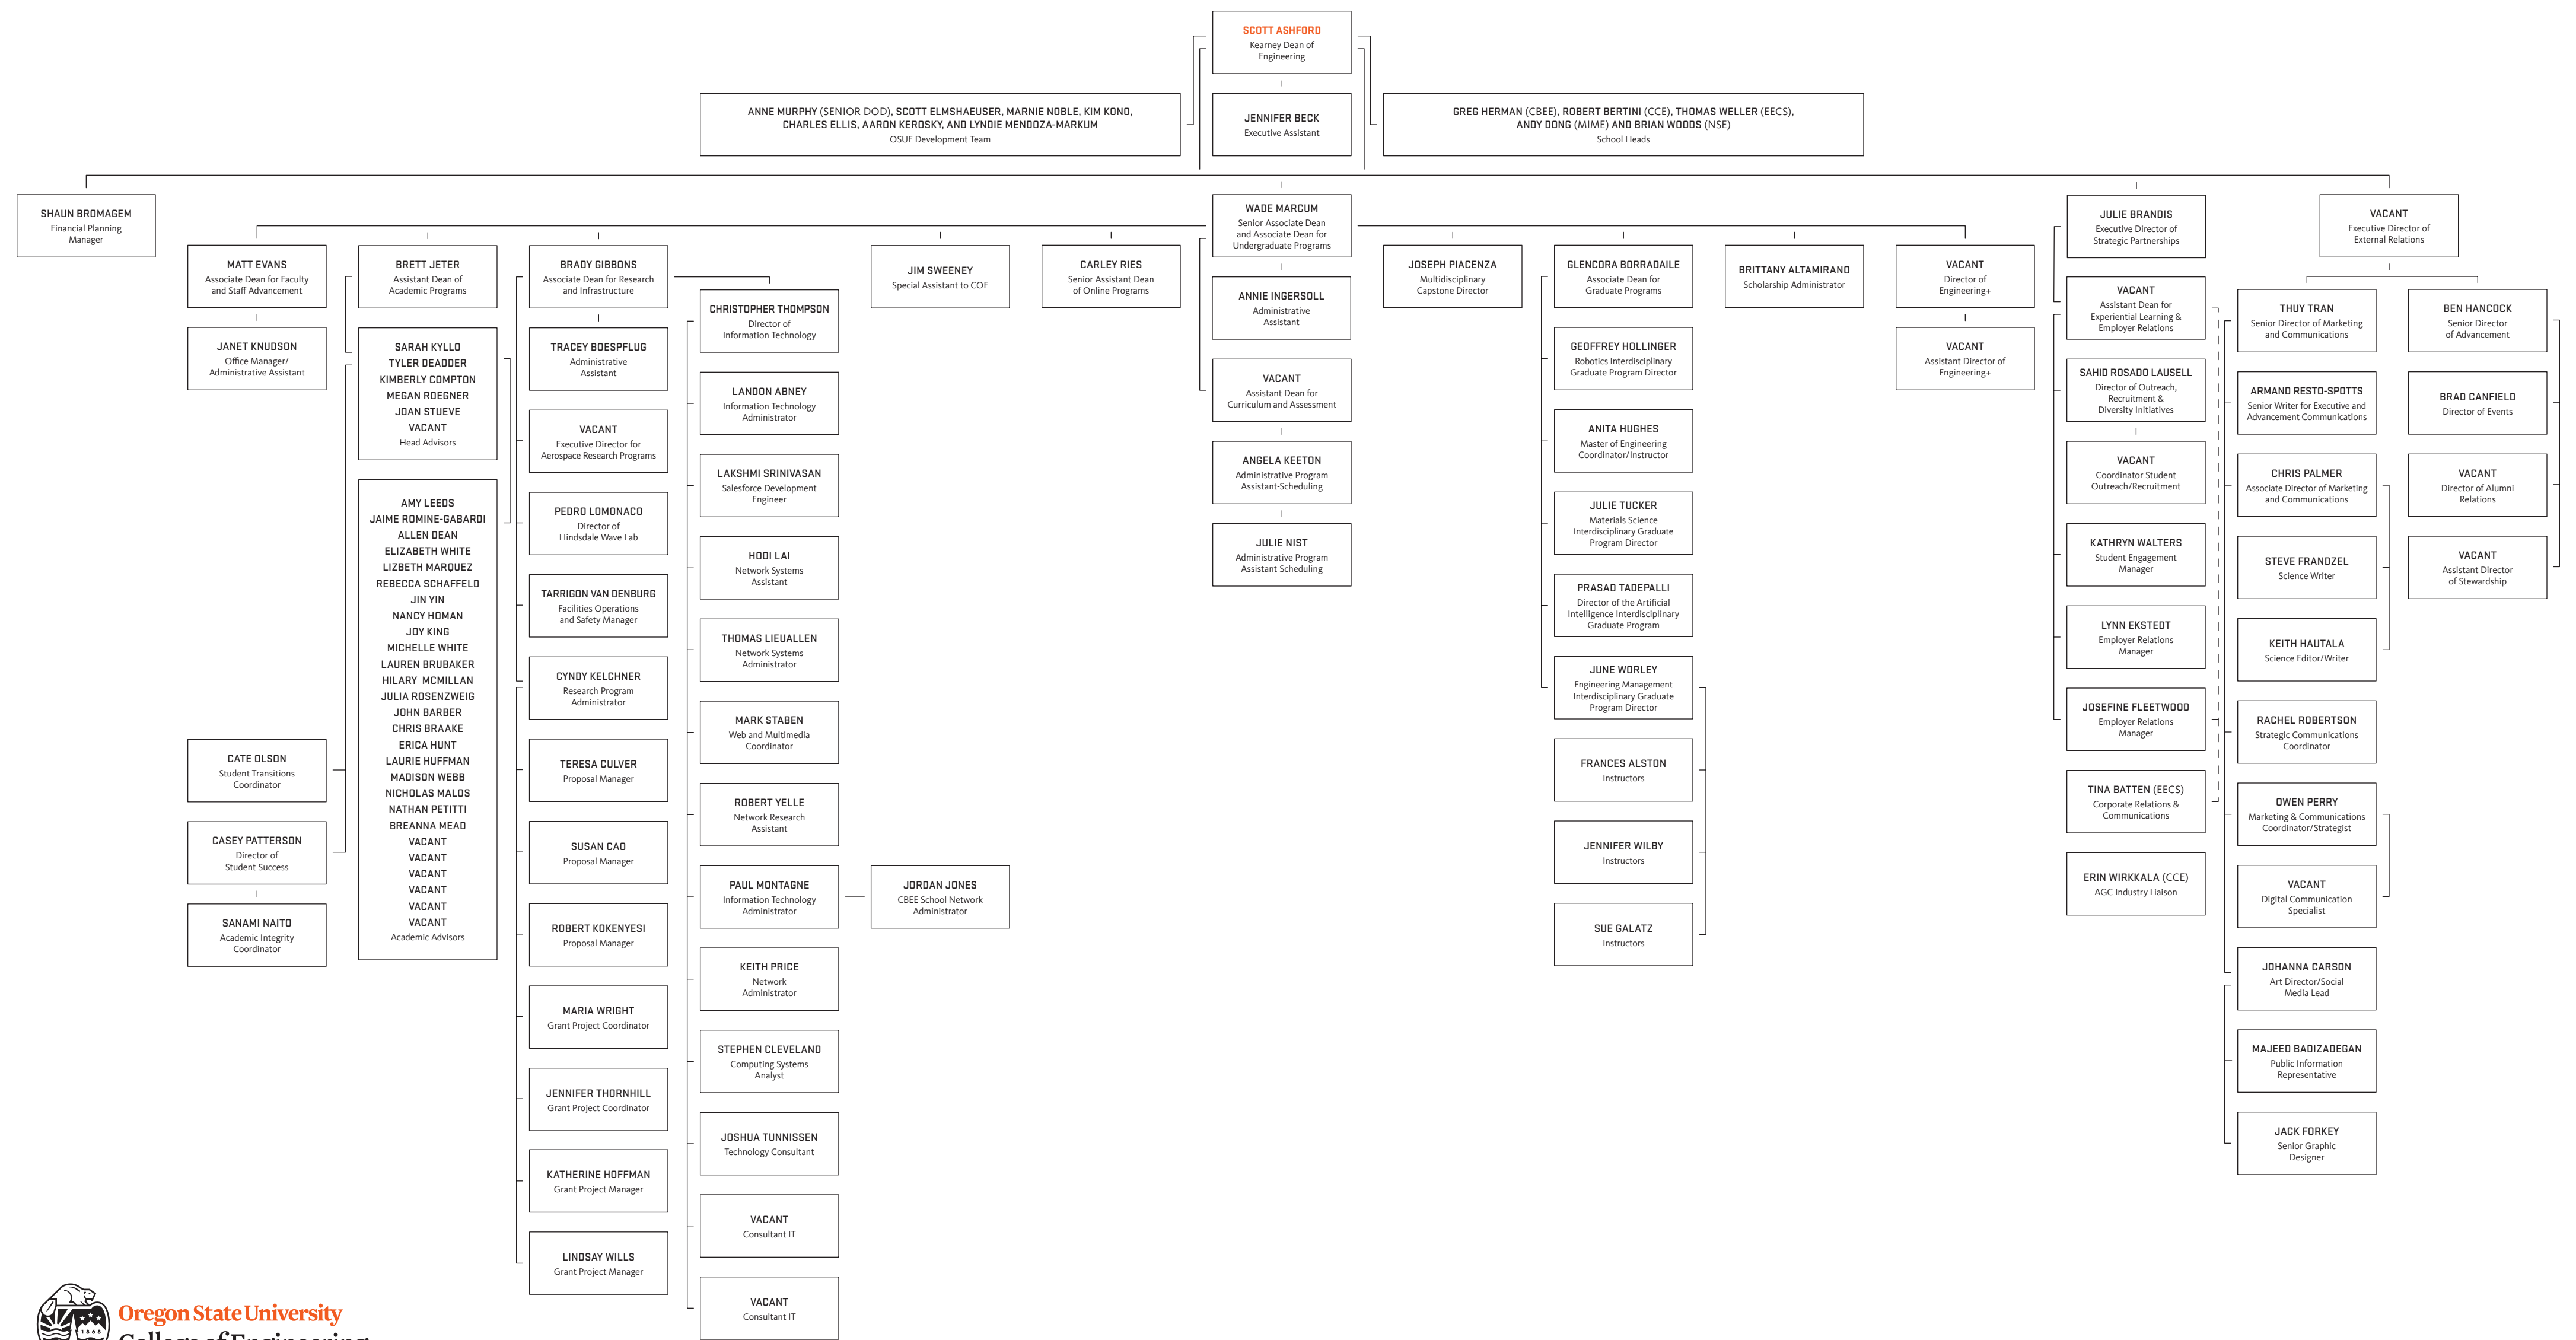 SCOTT ASHFORD
Kearney Dean of
Engineering
ANNE MURPHY (SENIOR DOD), SCOTT ELMSHAEUSER, MARNIE NOBLE, KIM KONO,
CHARLES ELLIS, AARON KEROSKY, AND LYNDIE MENDOZA-MARKUM
OSUF Development Team
JENNIFER BECK
Executive Assistant
GREG HERMAN (CBEE), ROBERT BERTINI (CCE), THOMAS WELLER (EECS),
ANDY DONG (MIME) AND BRIAN WOODS (NSE)
School Heads
SHAUN BROMAGEM
Financial Planning
Manager
WADE MARCUM
Senior Associate Dean
and Associate Dean for
Undergraduate Programs
JULIE BRANDIS
Executive Director of
Strategic Partnerships
VACANT
Executive Director of
External Relations
MATT EVANS
Associate Dean for Faculty
and Staff Advancement
JANET KNUDSON
Office Manager/
Administrative Assistant
CATE OLSON
Student Transitions
Coordinator
CASEY PATTERSON
Director of
Student Success
SANAMI NAITO
Academic Integrity
Coordinator
BRETT JETER
Assistant Dean of
Academic Programs
SARAH KYLLO
TYLER DEADDER
KIMBERLY COMPTON
MEGAN ROEGNER
JOAN STUEVE
VACANT
Head Advisors
AMY LEEDS
JAIME ROMINE-GABARDI
ALLEN DEAN
ELIZABETH WHITE
LIZBETH MARQUEZ
REBECCA SCHAFFELD
JIN YIN
NANCY HOMAN
JOY KING
MICHELLE WHITE
LAUREN BRUBAKER
HILARY MCMILLAN
JULIA ROSENZWEIG
JOHN BARBER
CHRIS BRAAKE
ERICA HUNT
LAURIE HUFFMAN
MADISON WEBB
NICHOLAS MALOS
NATHAN PETITTI
BREANNA MEAD
VACANT
VACANT
VACANT
VACANT
VACANT
VACANT
Academic Advisors
BRADY GIBBONS
Associate Dean for Research
and Infrastructure
TRACEY BOESPFLUG
Administrative
Assistant
VACANT
Executive Director for
Aerospace Research Programs
PEDRO LOMONACO
Director of
Hindsdale Wave Lab
TARRIGON VAN DENBURG
Facilities Operations
and Safety Manager
CYNDY KELCHNER
Research Program
Administrator
TERESA CULVER
Proposal Manager
SUSAN CAO
Proposal Manager
ROBERT KOKENYESI
Proposal Manager
MARIA WRIGHT
Grant Project Coordinator
JENNIFER THORNHILL
Grant Project Coordinator
KATHERINE HOFFMAN
Grant Project Manager
LINDSAY WILLS
Grant Project Manager
CHRISTOPHER THOMPSON
Director of
Information Technology
LANDON ABNEY
Information Technology
Administrator
LAKSHMI SRINIVASAN
Salesforce Development
Engineer
HOOI LAI
Network Systems
Assistant
THOMAS LIEUALLEN
Network Systems
Administrator
MARK STABEN
Web and Multimedia
Coordinator
ROBERT YELLE
Network Research
Assistant
PAUL MONTAGNE
Information Technology
Administrator
JORDAN JONES
CBEE School Network
Administrator
KEITH PRICE
Network
Administrator
STEPHEN CLEVELAND
Computing Systems
Analyst
JOSHUA TUNNISSEN
Technology Consultant
VACANT
Consultant IT
VACANT
Consultant IT
JIM SWEENEY
Special Assistant to COE
CARLEY RIES
Senior Assistant Dean
of Online Programs
ANNIE INGERSOLL
Administrative
Assistant
VACANT
Assistant Dean for
Curriculum and Assessment
ANGELA KEETON
Administrative Program
Assistant-Scheduling
JULIE NIST
Administrative Program
Assistant-Scheduling
JOSEPH PIACENZA
Multidisciplinary
Capstone Director
GLENCORA BORRADAILE
Associate Dean for
Graduate Programs
GEOFFREY HOLLINGER
Robotics Interdisciplinary
Graduate Program Director
ANITA HUGHES
Master of Engineering
Coordinator/Instructor
JULIE TUCKER
Materials Science
Interdisciplinary Graduate
Program Director
PRASAD TADEPALLI
Director of the Artificial
Intelligence Interdisciplinary
Graduate Program
JUNE WORLEY
Engineering Management
Interdisciplinary Graduate
Program Director
FRANCES ALSTON
Instructors
JENNIFER WILBY
Instructors
SUE GALATZ
Instructors
BRITTANY ALTAMIRANO
Scholarship Administrator
VACANT
Director of
Engineering+
VACANT
Assistant Director of
Engineering+
VACANT
Assistant Dean for
Experiential Learning &
Employer Relations
SAHID ROSADO LAUSELL
Director of Outreach,
Recruitment &
Diversity Initiatives
VACANT
Coordinator Student
Outreach/Recruitment
KATHRYN WALTERS
Student Engagement
Manager
LYNN EKSTEDT
Employer Relations
Manager
JOSEFINE FLEETWOOD
Employer Relations
Manager
TINA BATTEN (EECS)
Corporate Relations &
Communications
ERIN WIRKKALA (CCE)
AGC Industry Liaison
THUY TRAN
Senior Director of Marketing
and Communications
ARMAND RESTO-SPOTTS
Senior Writer for Executive and
Advancement Communications
CHRIS PALMER
Associate Director of Marketing
and Communications
STEVE FRANDZEL
Science Writer
KEITH HAUTALA
Science Editor/Writer
RACHEL ROBERTSON
Strategic Communications
Coordinator
OWEN PERRY
Marketing & Communications
Coordinator/Strategist
VACANT
Digital Communication
Specialist
JOHANNA CARSON
Art Director/Social
Media Lead
MAJEED BADIZADEGAN
Public Information
Representative
JACK FORKEY
Senior Graphic
Designer
BEN HANCOCK
Senior Director
of Advancement
BRAD CANFIELD
Director of Events
VACANT
Director of Alumni
Relations
VACANT
Assistant Director
of Stewardship
1868
Oregon State University
College of Engineering